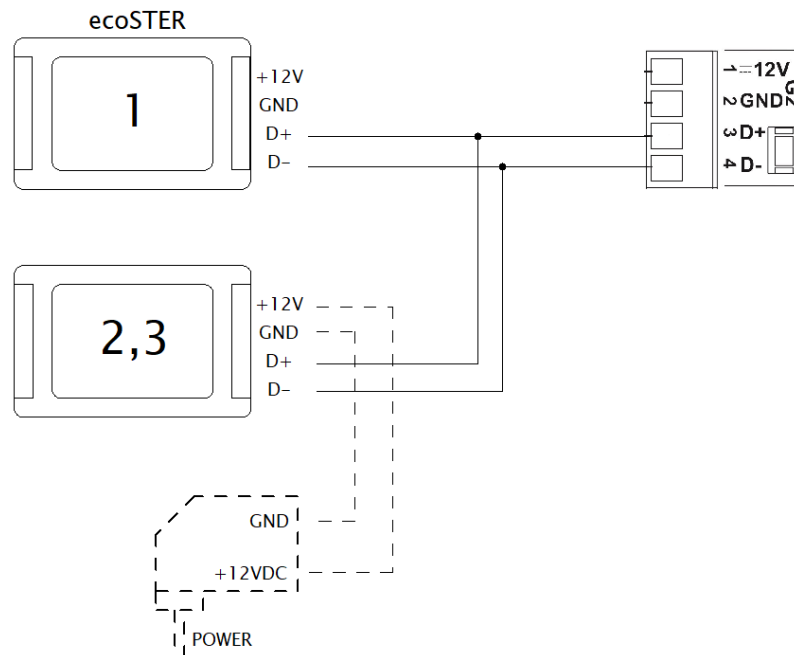 ecoSTER
1
+12V
GND
D+
D-
1 12V
2 GND
3 D+
4 D-
2,3
+12V
GND
D+
D-
GND
+12VDC
POWER